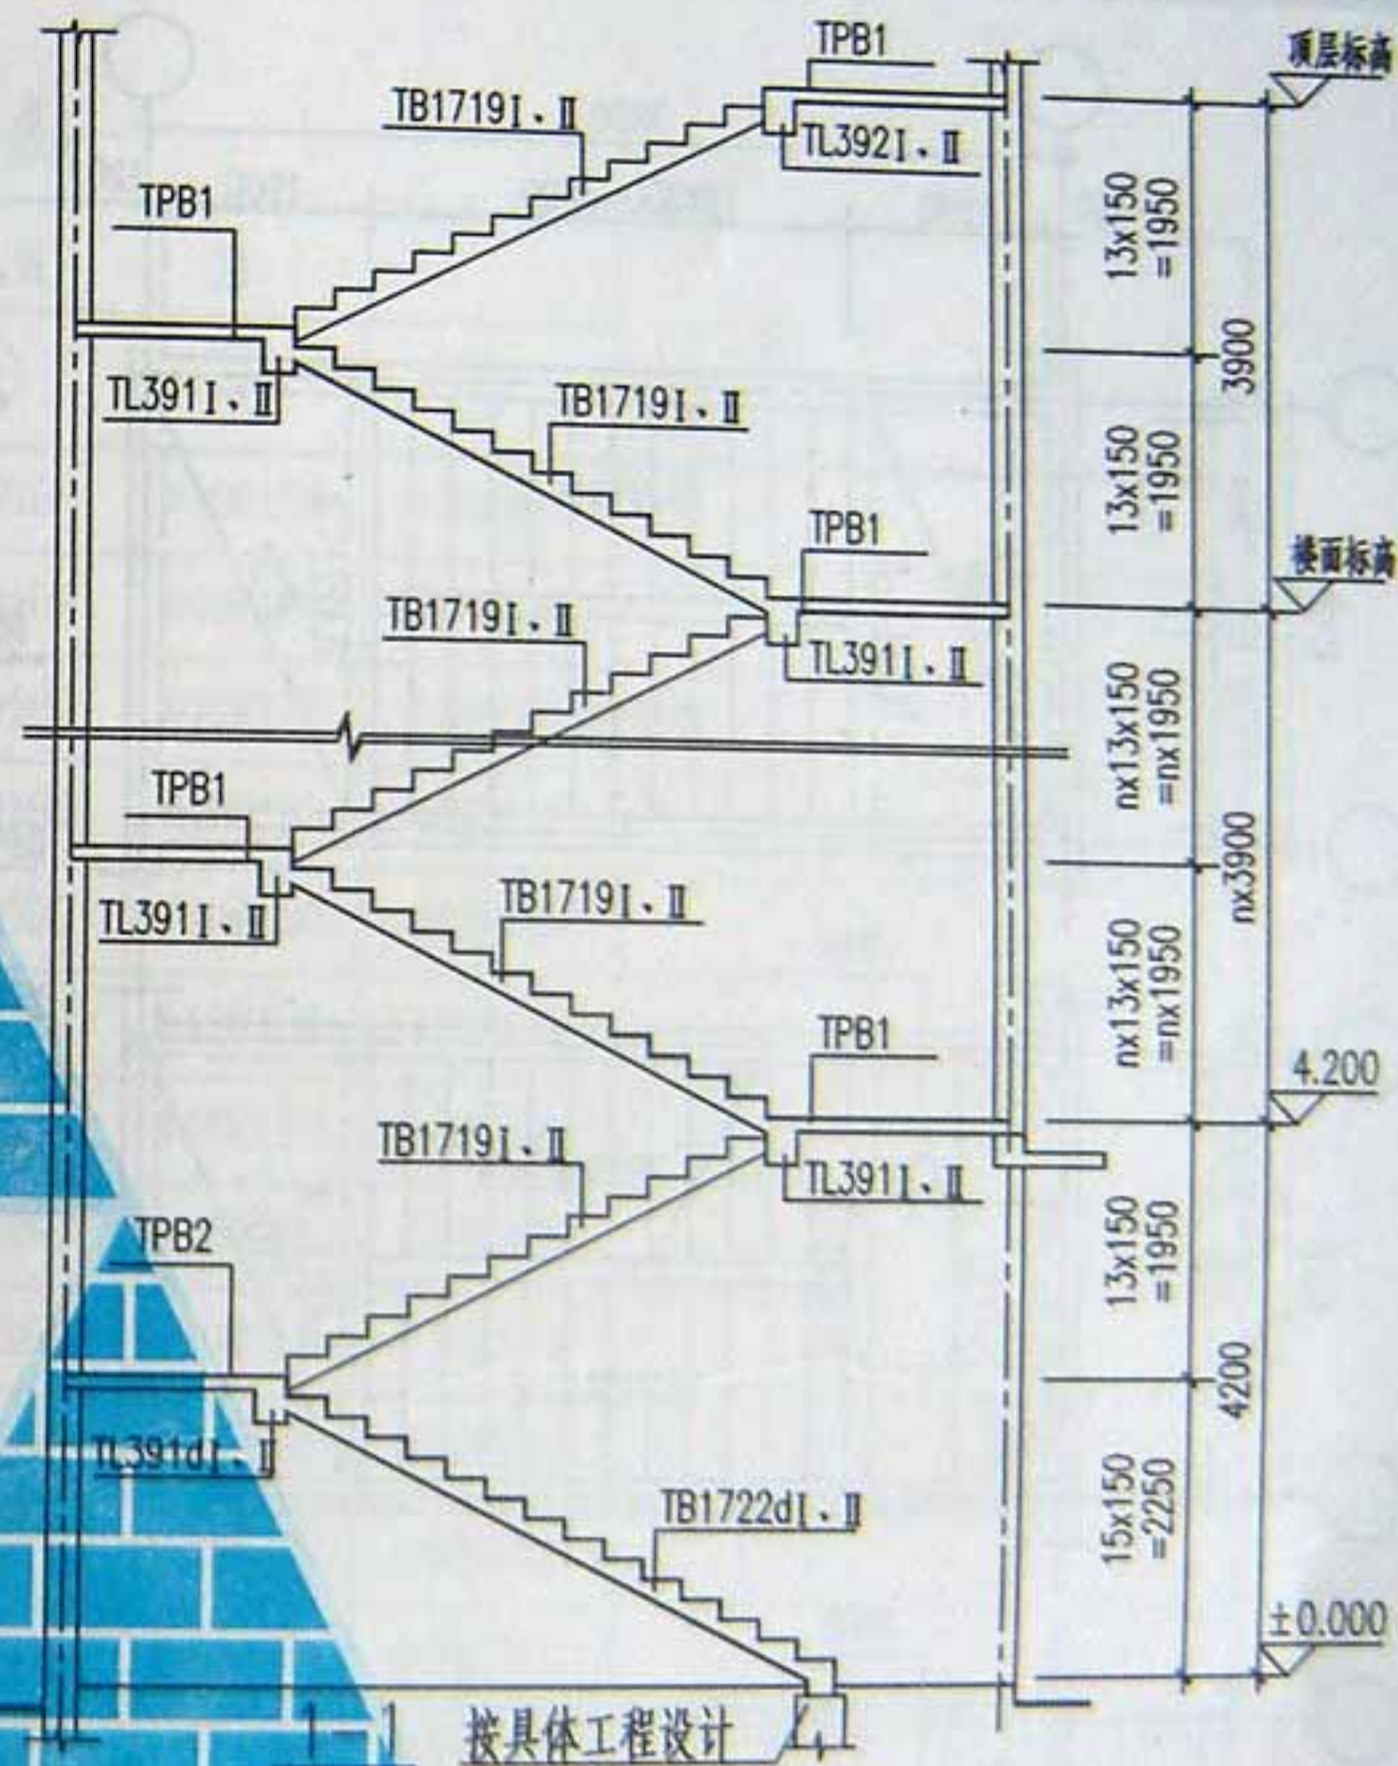 TPB1
顶层标高
TB1719Ⅰ、Ⅱ
TL392Ⅰ、Ⅱ
TPB1
13x150
=1950
3900
TL391Ⅰ、Ⅱ
TB1719Ⅰ、Ⅱ
13x150
=1950
TPB1
楼面标高
TB1719Ⅰ、Ⅱ
TL391Ⅰ、Ⅱ
nx13x150
=nx1950
TPB1
nx3900
TL391Ⅰ、Ⅱ
TB1719Ⅰ、Ⅱ
nx13x150
=nx1950
TPB1
4.200
TB1719Ⅰ、Ⅱ
TL391Ⅰ、Ⅱ
TPB2
13x150
=1950
4200
TL391dⅠ、Ⅱ
TB1722dⅠ、Ⅱ
15x150
=2250
±0.000
1—1
按具体工程设计